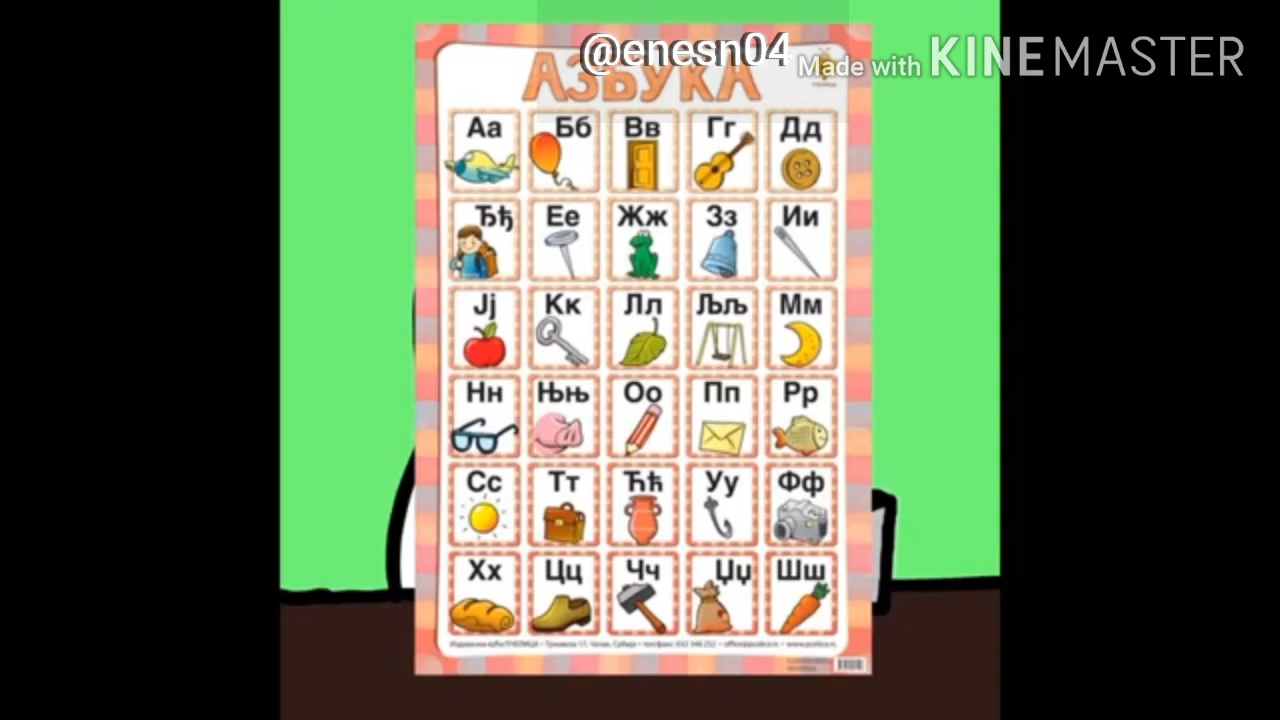 @enesn04
Made with KINEMASTER
АЗБУКА
Аа Бб Вв Гг Дд
Ђђ Ее Жж Зз Ии
Јј Кк Лл Љљ Мм
Нн Њњ Оо Пп Рр
Сс Тт Ћћ Уу Фф
Хх Цц Чч Џџ Шш